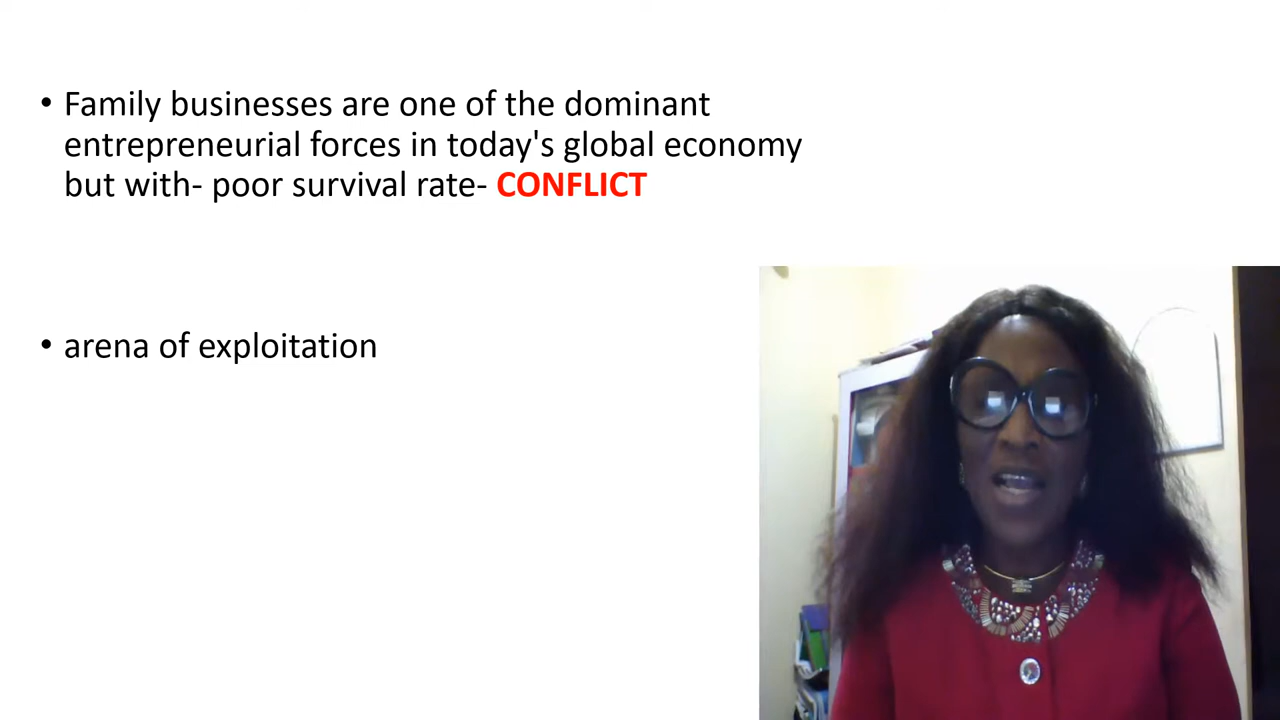 • Family businesses are one of the dominant
entrepreneurial forces in today's global economy
but with- poor survival rate- CONFLICT
• arena of exploitation